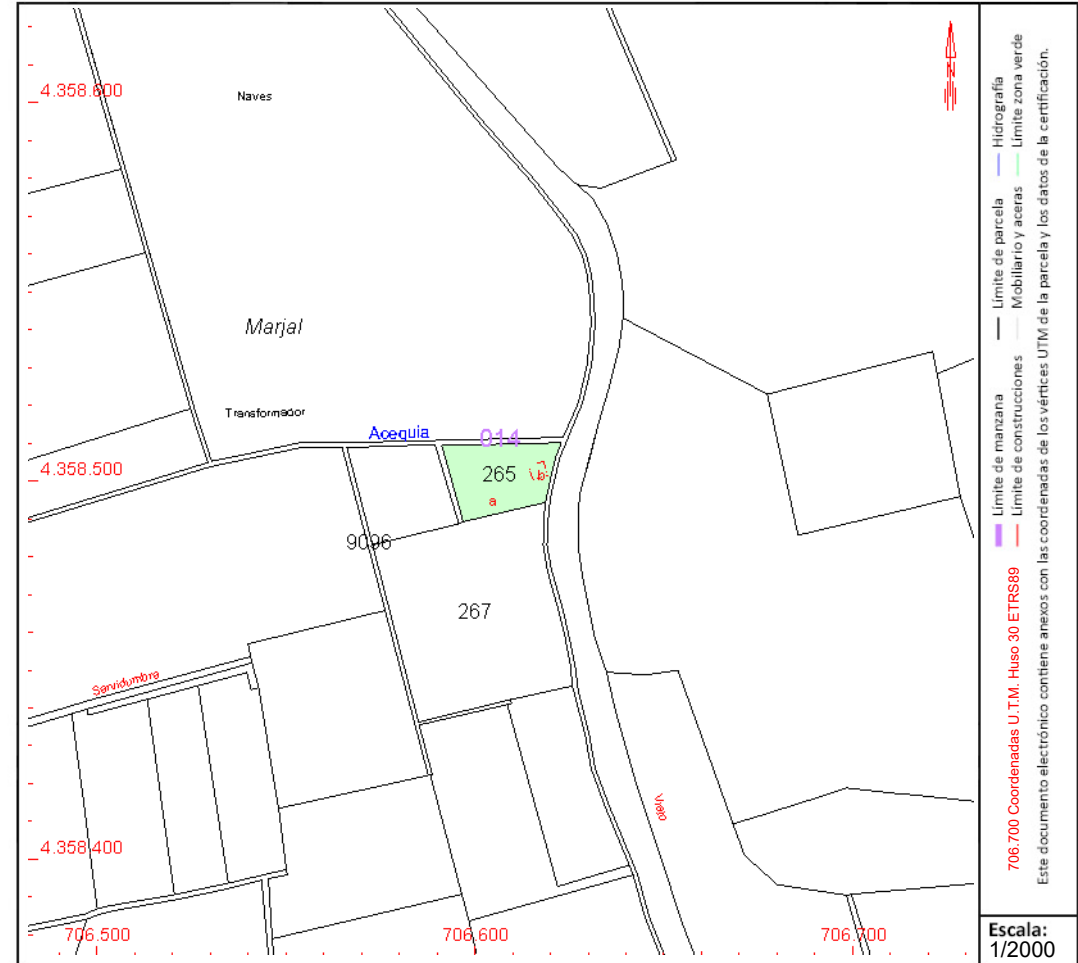 4.358.600
Naves
N
Marjal
Transformador
Acequia
014
4.358.500
265
b
a
9096
267
Servidumbre
Viejo
4.358.400
706.500
706.600
706.700
Límite de manzana
Límite de parcela
Hidrografía
Límite de construcciones
Mobiliario y aceras
Límite zona verde
706.700 Coordenadas U.T.M. Huso 30 ETRS89
Este documento electrónico contiene anexos con las coordenadas de los vértices UTM de la parcela y los datos de la certificación.
Escala:
1/2000